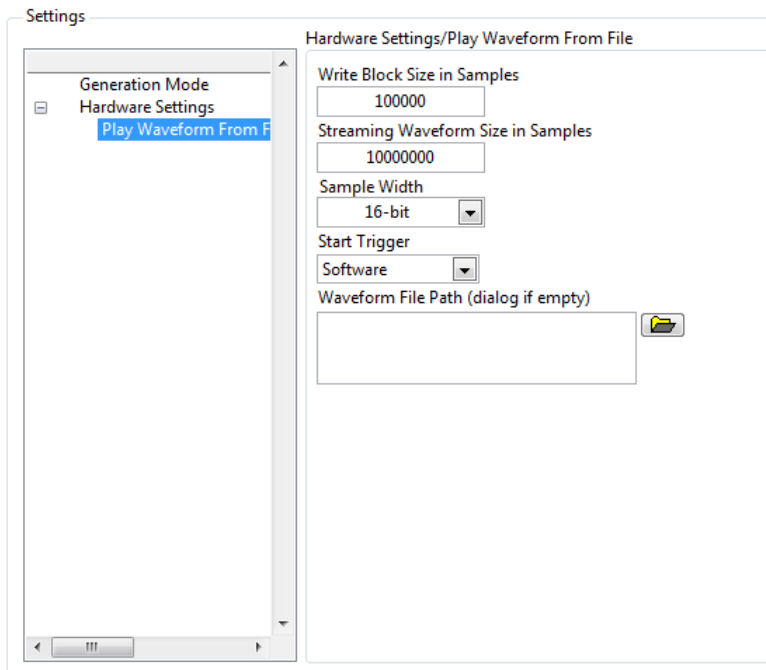 Settings
Hardware Settings/Play Waveform From File
Generation Mode
Hardware Settings
Play Waveform From F
Write Block Size in Samples
100000
Streaming Waveform Size in Samples
10000000
Sample Width
16-bit
Start Trigger
Software
Waveform File Path (dialog if empty)